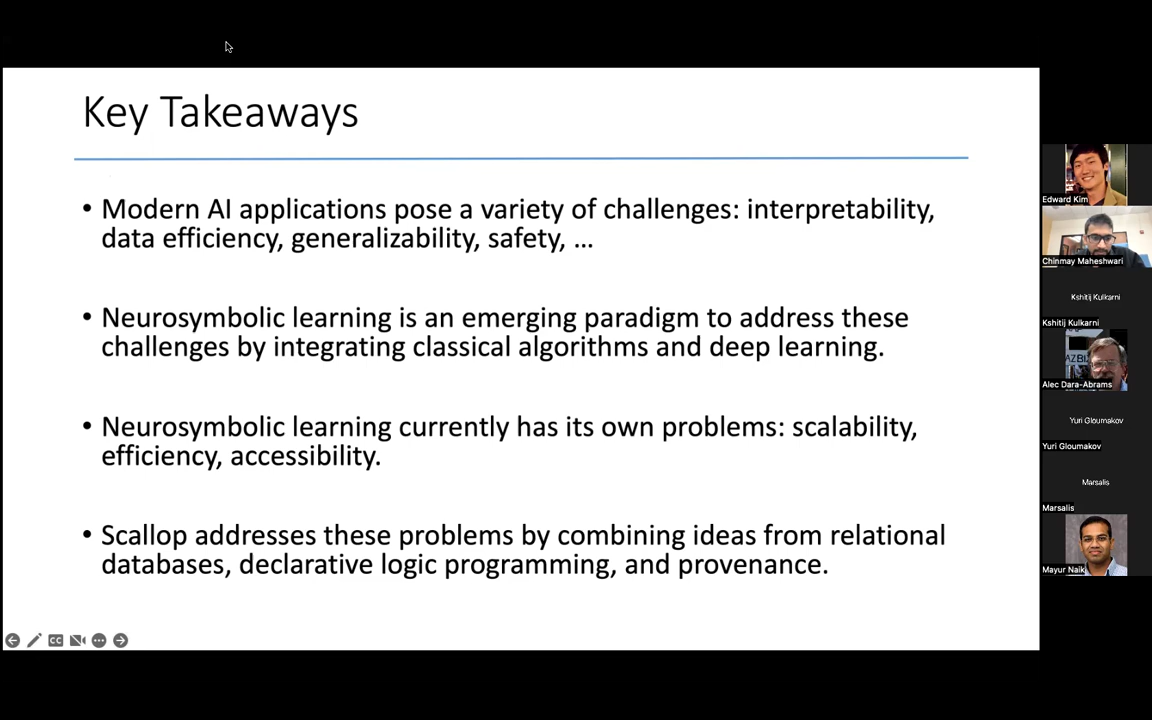 Key Takeaways
• Modern AI applications pose a variety of challenges: interpretability,
data efficiency, generalizability, safety, ...
• Neurosymbolic learning is an emerging paradigm to address these
challenges by integrating classical algorithms and deep learning.
• Neurosymbolic learning currently has its own problems: scalability,
efficiency, accessibility.
• Scallop addresses these problems by combining ideas from relational
databases, declarative logic programming, and provenance.
CC
Edward Kim
Chinmay Maheshwari
Kshitij Kulkarni
Kshitij Kulkarni
AZBIZ
Alec Dara-Abrams
Yuri Gloumakov
Yuri Gloumakov
Marsalis
Marsalis
Mayur Naik